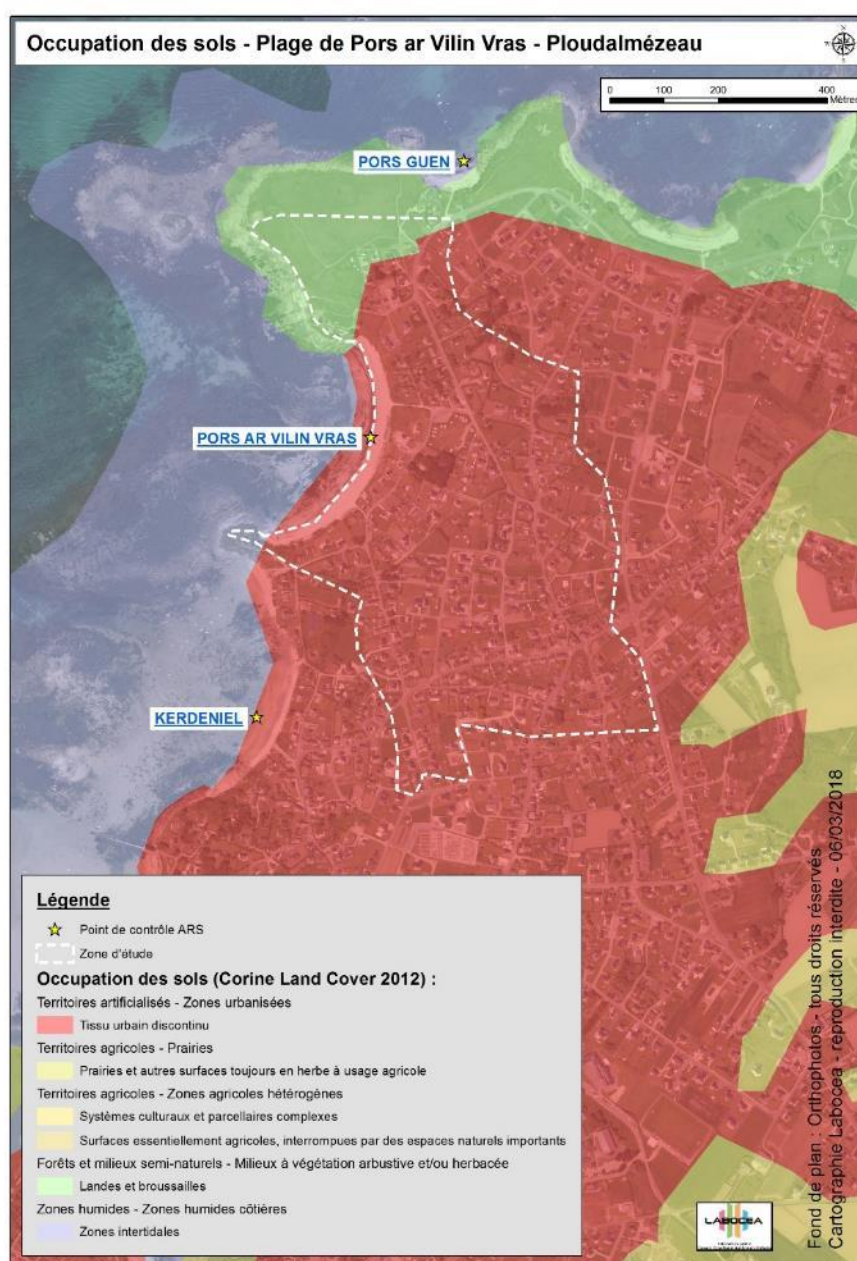 Occupation des sols - Plage de Pors ar Vilin Vras - Ploudalmézeau
0 100 200 400
Mètres
PORS GUEN
PORS AR VILIN VRAS
KERDENIEL
Légende
Point de contrôle ARS
Zone d'étude
Occupation des sols (Corine Land Cover 2012) :
Territoires artificialisés - Zones urbanisées
Tissu urbain discontinu
Territoires agricoles - Prairies
Prairies et autres surfaces toujours en herbe à usage agricole
Territoires agricoles - Zones agricoles hétérogènes
Systèmes culturaux et parcellaires complexes
Surfaces essentiellement agricoles, interrompues par des espaces naturels importants
Forêts et milieux semi-naturels - Milieux à végétation arbustive et/ou herbacée
Landes et broussailles
Zones humides - Zones humides côtières
Zones intertidales
Fond de plan : Orthophotos - tous droits réservés
Cartographie Labocea - reproduction interdite - 06/03/2018
LABOCEA